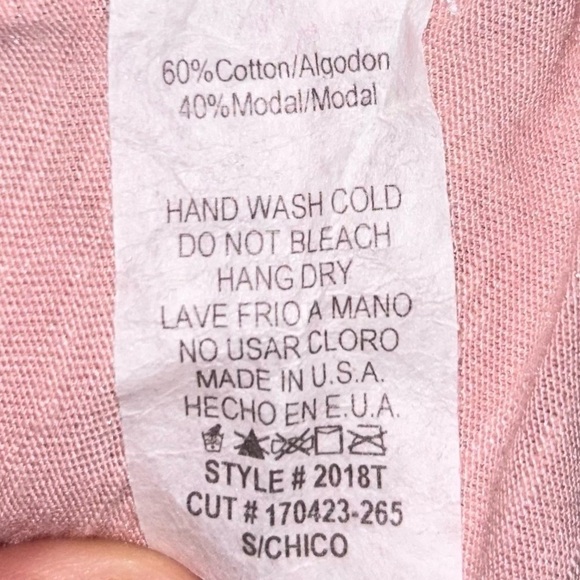 60%Cotton/Algodon
40%Modal/Modal
HAND WASH COLD
DO NOT BLEACH
HANG DRY
LAVE FRIO A MANO
NO USAR CLORO
MADE IN U.S.A.
HECHO EN E.U.A.
STYLE # 2018T
CUT # 170423-265
S/CHICO